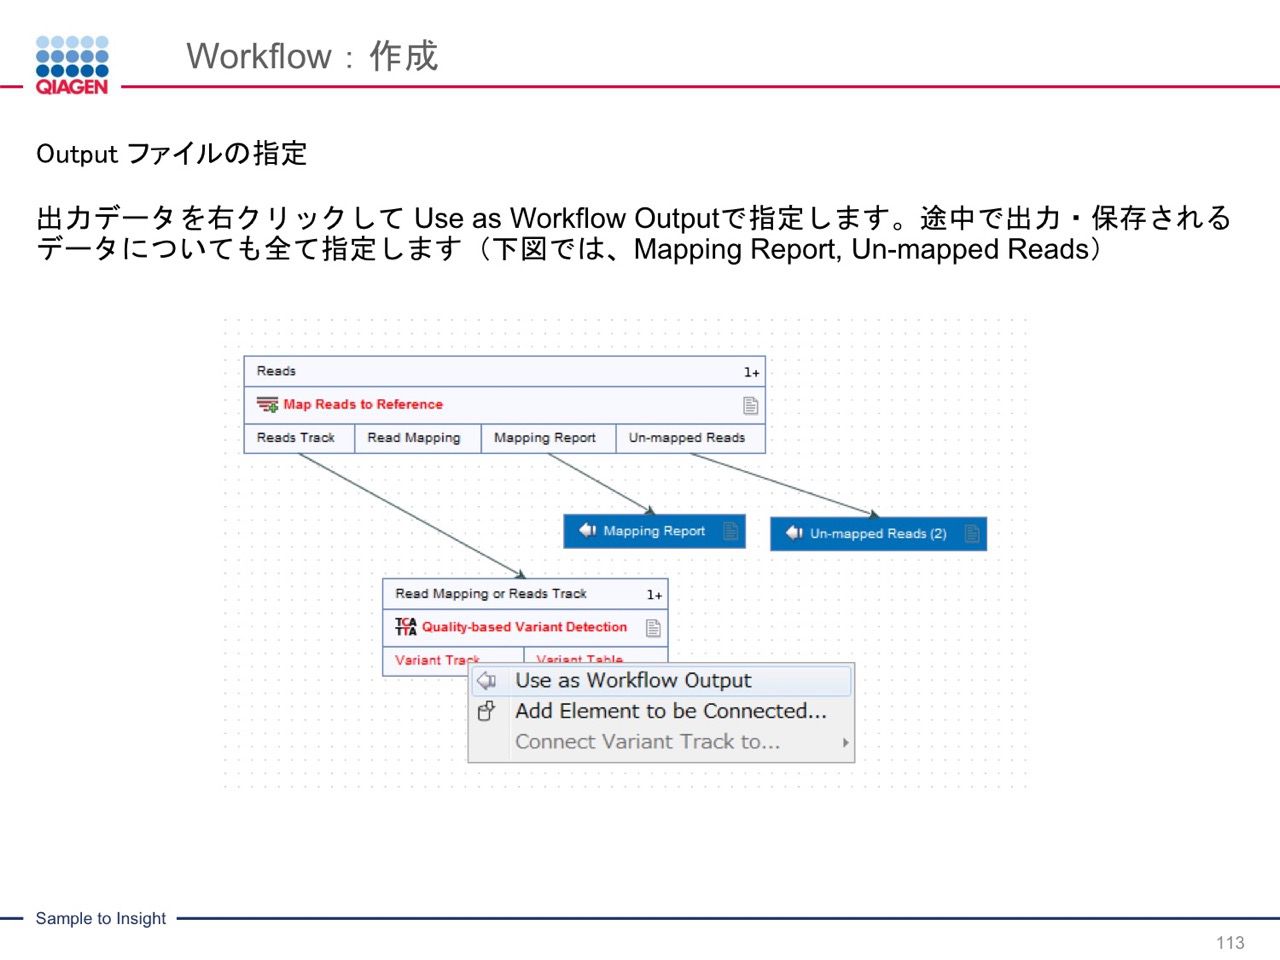 QIAGEN
Workflow：作成
Output ファイルの指定
出力データを右クリックして Use as Workflow Outputで指定します。途中で出力・保存される
データについても全て指定します（下図では、Mapping Report, Un-mapped Reads）
Reads 1+
Map Reads to Reference
Reads Track Read Mapping Mapping Report Un-mapped Reads
Mapping Report
Un-mapped Reads (2)
Read Mapping or Reads Track 1+
TCA
TTA
Quality-based Variant Detection
Variant Track Variant Table
Use as Workflow Output
Add Element to be Connected...
Connect Variant Track to...
Sample to Insight
113